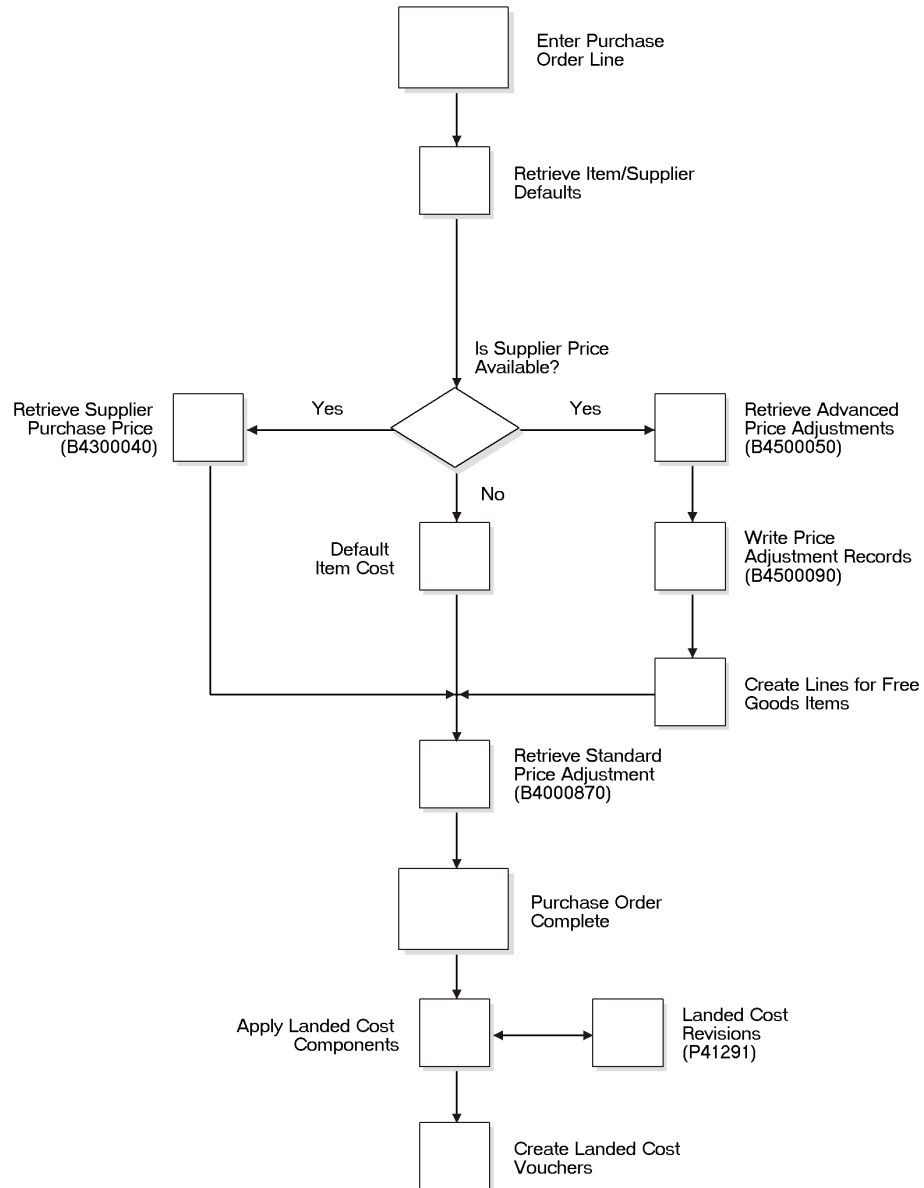 Enter Purchase
Order Line
Retrieve Item/Supplier
Defaults
Is Supplier Price
Available?
Retrieve Supplier
Purchase Price
(B4300040)
Yes
Yes
Retrieve Advanced
Price Adjustments
(B4500050)
No
Default
Item Cost
Write Price
Adjustment Records
(B4500090)
Create Lines for Free
Goods Items
Retrieve Standard
Price Adjustment
(B4000870)
Purchase Order
Complete
Apply Landed Cost
Components
Landed Cost
Revisions
(P41291)
Create Landed Cost
Vouchers